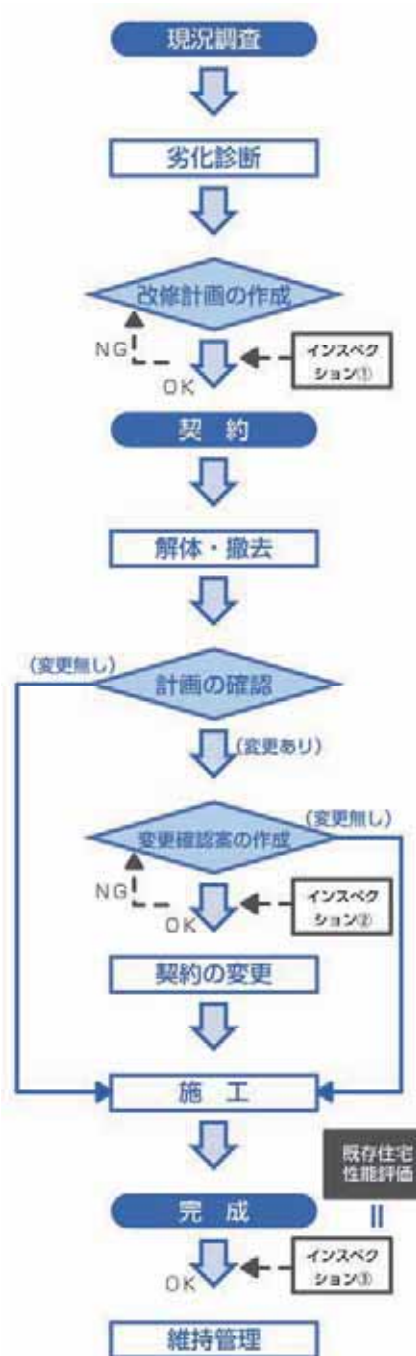 現況調査
劣化診断
改修計画の作成
NG
OK
インスペク
ション①
契 約
解体・撤去
(変更無し)
計画の確認
(変更あり)
変更確認案の作成
(変更無し)
NG
OK
インスペク
ション②
契約の変更
施 工
既存住宅
性能評価
完 成
OK
インスペク
ション③
維持管理